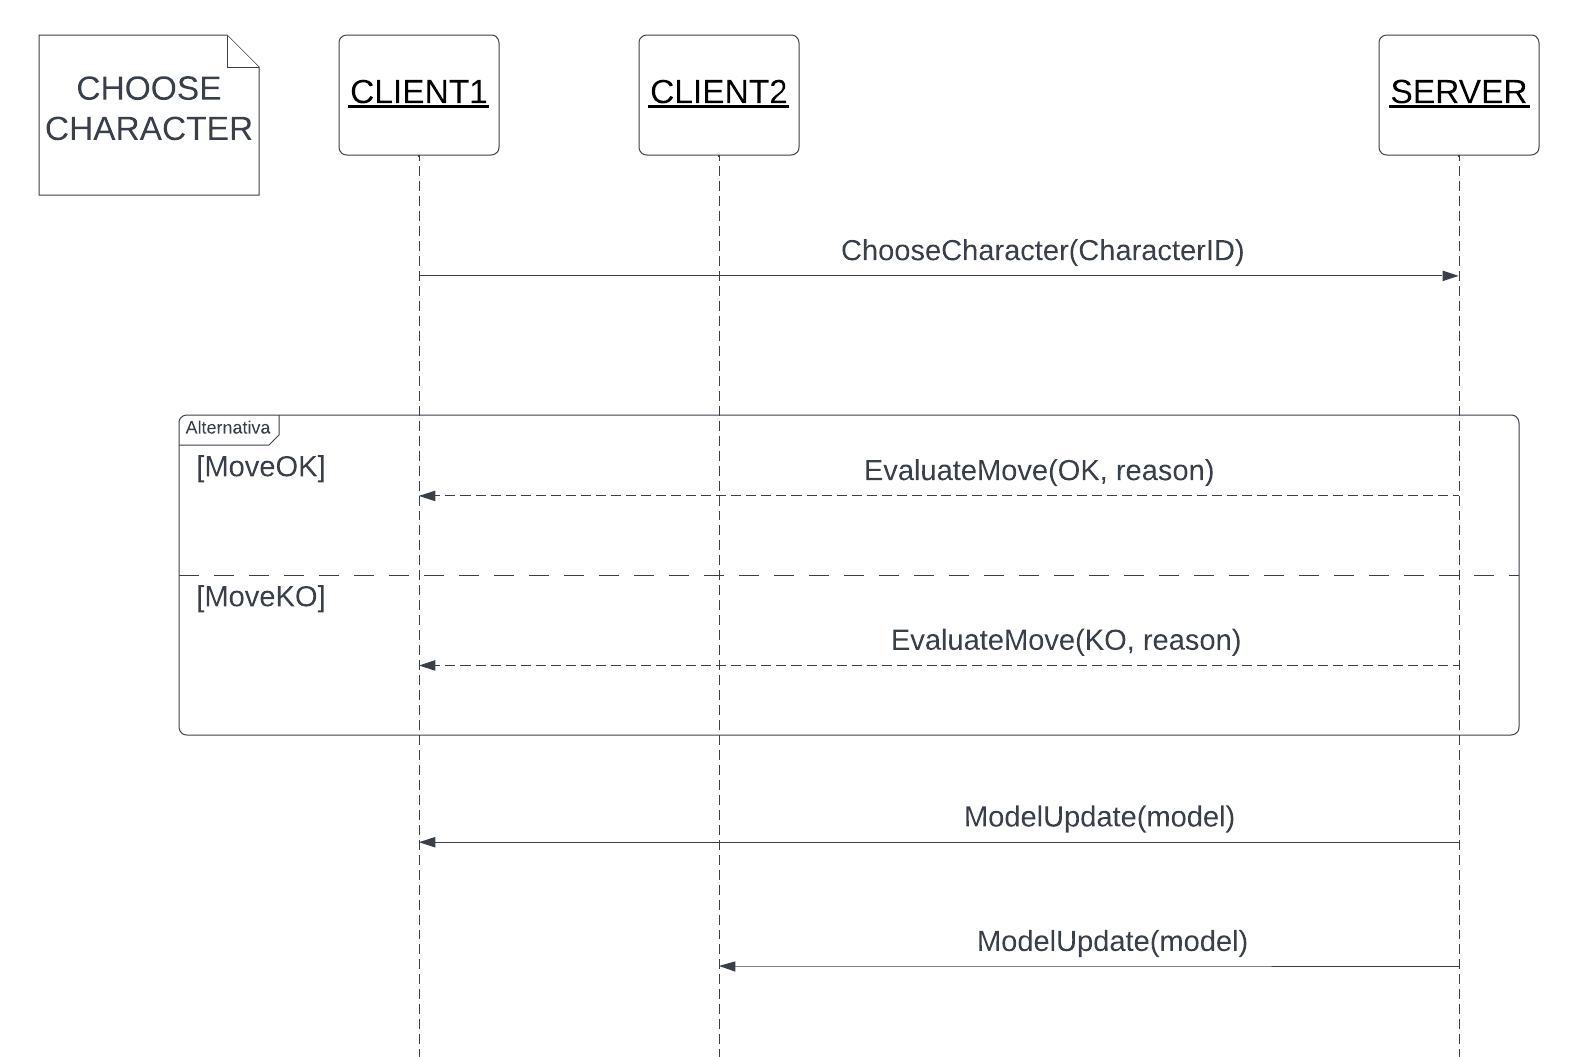 CHOOSE
CHARACTER
CLIENT1
CLIENT2
SERVER
ChooseCharacter(CharacterID)
Alternativa
[MoveOK]
EvaluateMove(OK, reason)
[MoveKO]
EvaluateMove(KO, reason)
ModelUpdate(model)
ModelUpdate(model)